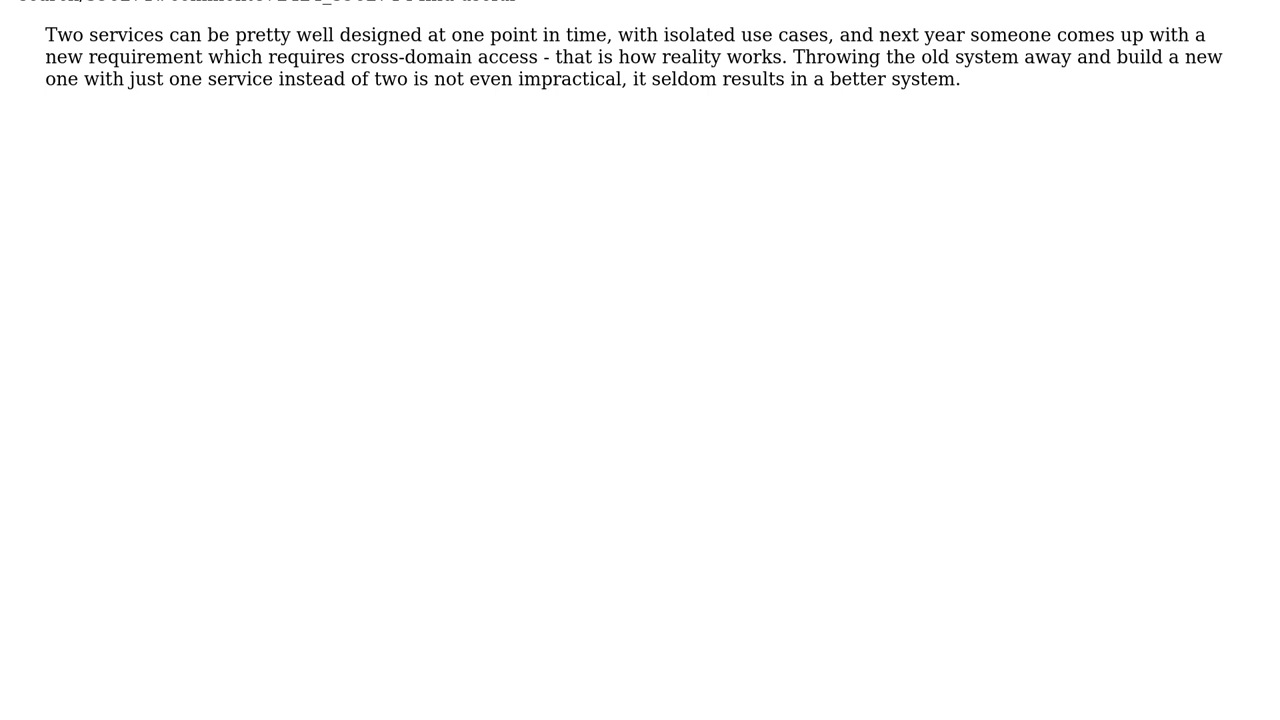 Two services can be pretty well designed at one point in time, with isolated use cases, and next year someone comes up with a
new requirement which requires cross-domain access - that is how reality works. Throwing the old system away and build a new
one with just one service instead of two is not even impractical, it seldom results in a better system.